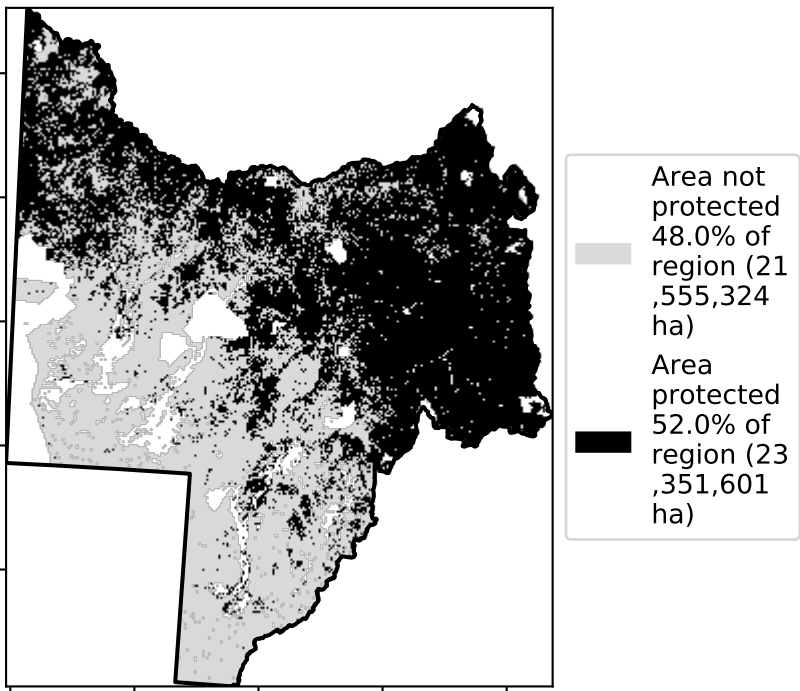 Area not
protected
48.0% of
region (21
,555,324
ha)
Area
protected
52.0% of
region (23
,351,601
ha)